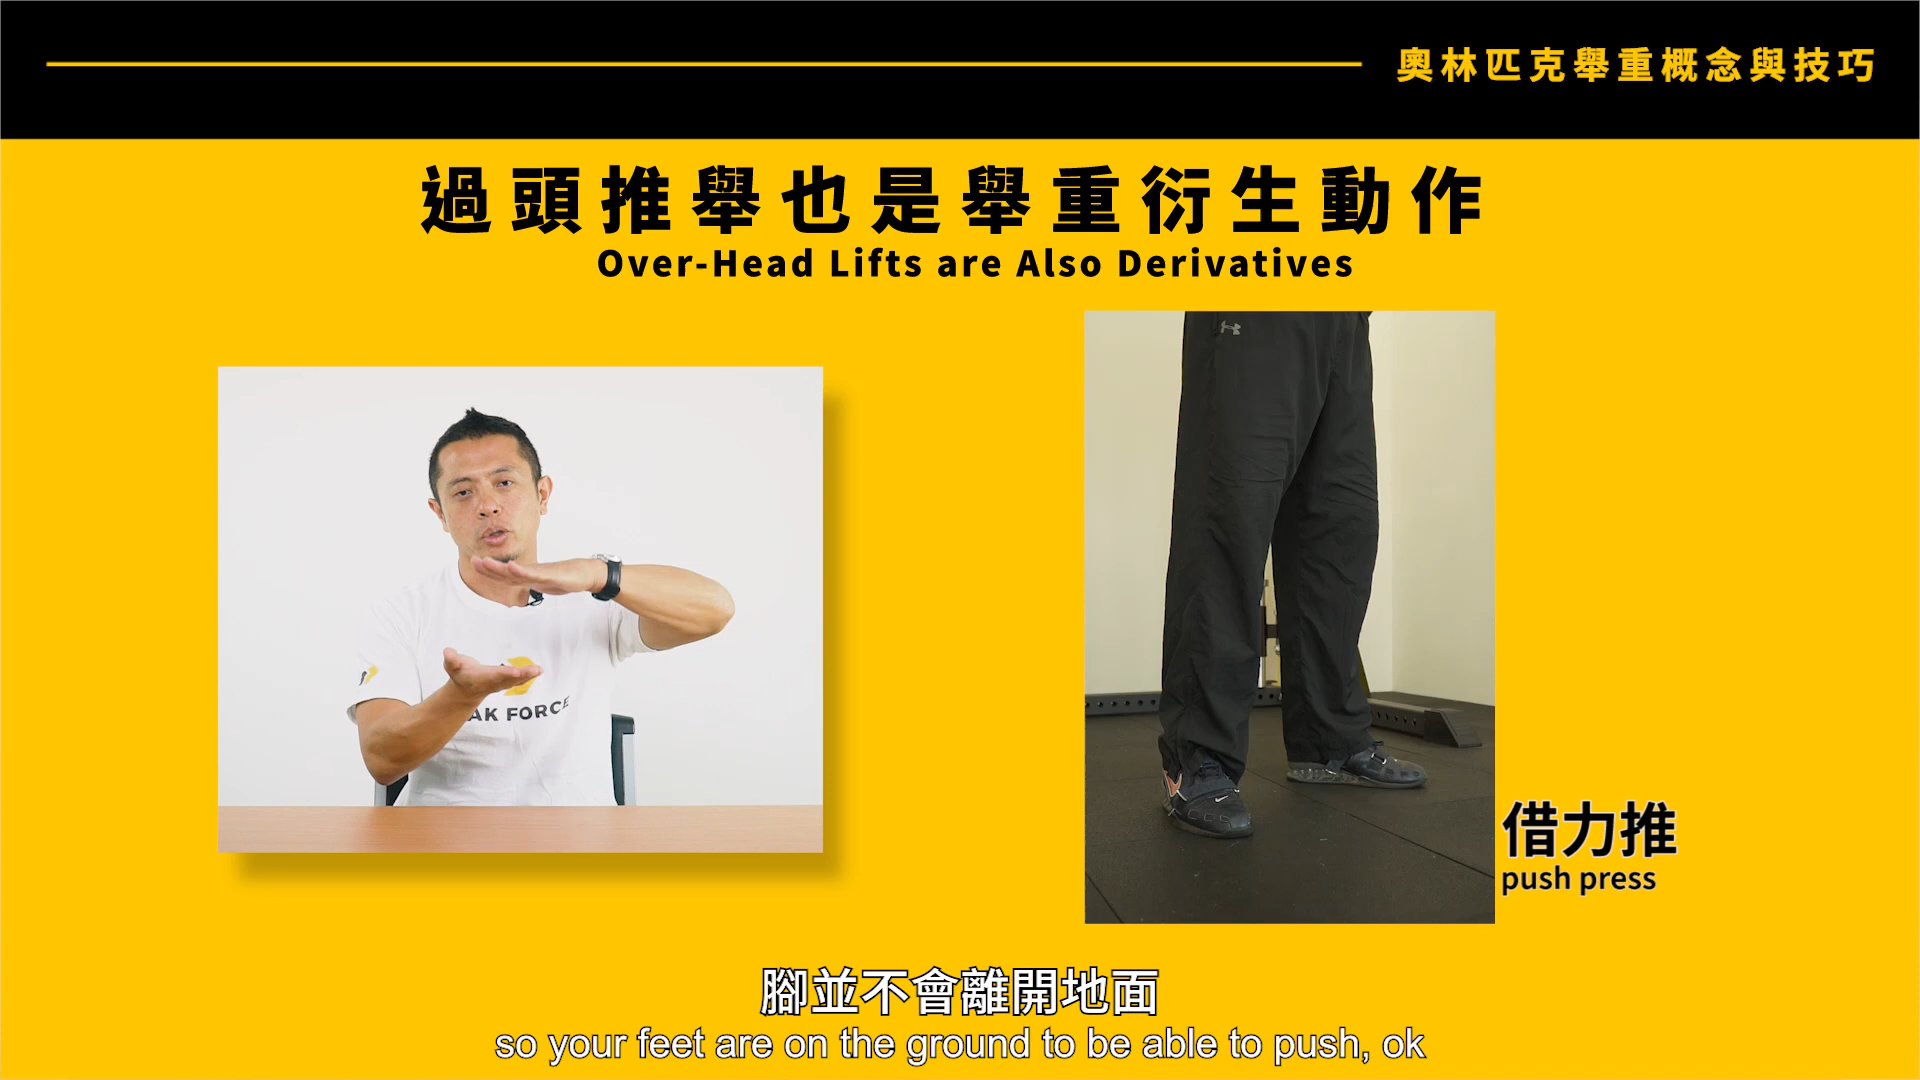 奧林匹克舉重概念與技巧
過頭推舉也是舉重衍生動作
Over-Head Lifts are Also Derivatives
AK FORCE
借力推
push press
腳並不會離開地面
so your feet are on the ground to be able to push, ok